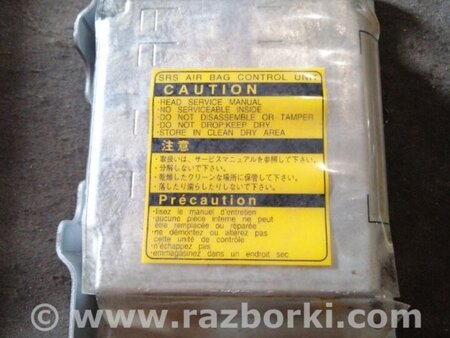 SRS AIR BAG CONTROL UNIT
CAUTION
・READ SERVICE MANUAL
・NO SERVICEABLE INSIDE
・DO NOT DISASSEMBLE OR TAMPER
・DO NOT DROP;KEEP DRY
・STORE IN CLEAN DRY AREA
注意
・取扱いは、サービスマニュアルを参照して下さい。
・分解しないで下さい。
・乾燥したクリーンな場所に保管して下さい。
・落したり濡らしたりしないで下さい。
Précaution
・lisez le manuel d'entretien
・aucune pièce interne ne peut
être remplacée ou réparée
・ne démontez ou altérez pas
cette unité de contrôle
・n'échappez pas
・emmagasinez dans un endroit sec
www.razborki.com